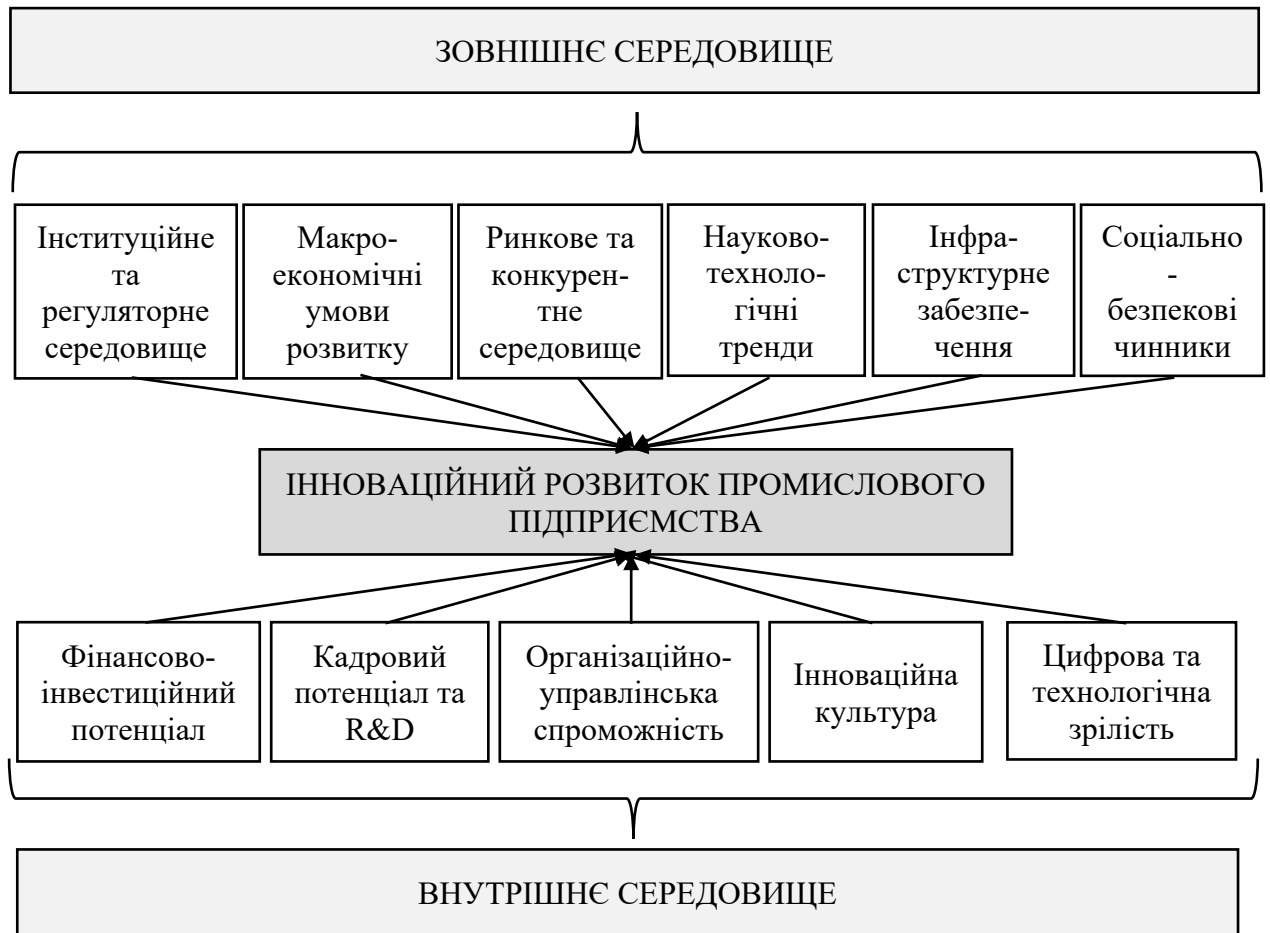 ЗОВНІШНЄ СЕРЕДОВИЩЕ
Інституційне
та
регуляторне
середовище
Макро-
економічні
умови
розвитку
Ринкове та
конкурен-
тне
середовище
Науково-
техноло-
гічні
тренди
Інфра-
структурне
забезпе-
чення
Соціально
-
безпекові
чинники
ІННОВАЦІЙНИЙ РОЗВИТОК ПРОМИСЛОВОГО
ПІДПРИЄМСТВА
Фінансово-
інвестиційний
потенціал
Кадровий
потенціал та
R&D
Організаційно-
управлінська
спроможність
Інноваційна
культура
Цифрова та
технологічна
зрілість
ВНУТРІШНЄ СЕРЕДОВИЩЕ